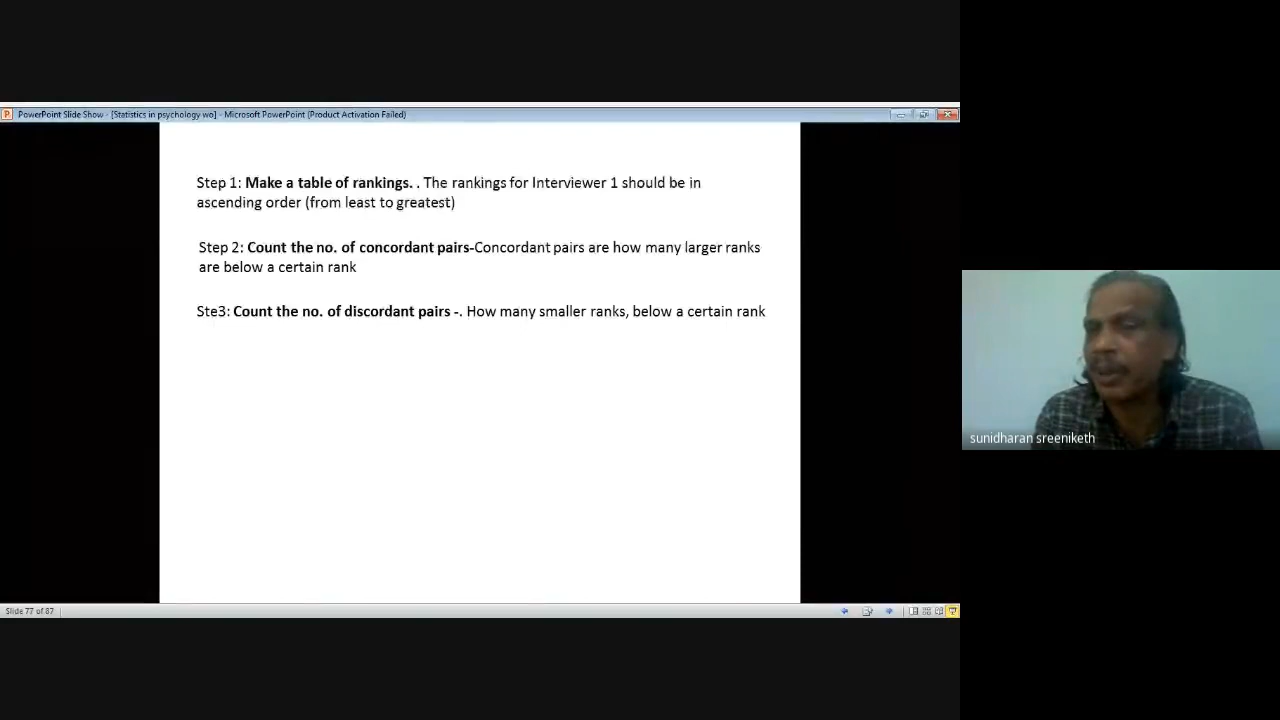 PowerPoint Slide Show - [Statistics in psychology wo] - Microsoft PowerPoint (Product Activation Failed)
Step 1: Make a table of rankings. . The rankings for Interviewer 1 should be in
ascending order (from least to greatest)
Step 2: Count the no. of concordant pairs-Concordant pairs are how many larger ranks
are below a certain rank
Ste3: Count the no. of discordant pairs -. How many smaller ranks, below a certain rank
sunidharan sreeniketh
Slide 77 of 87